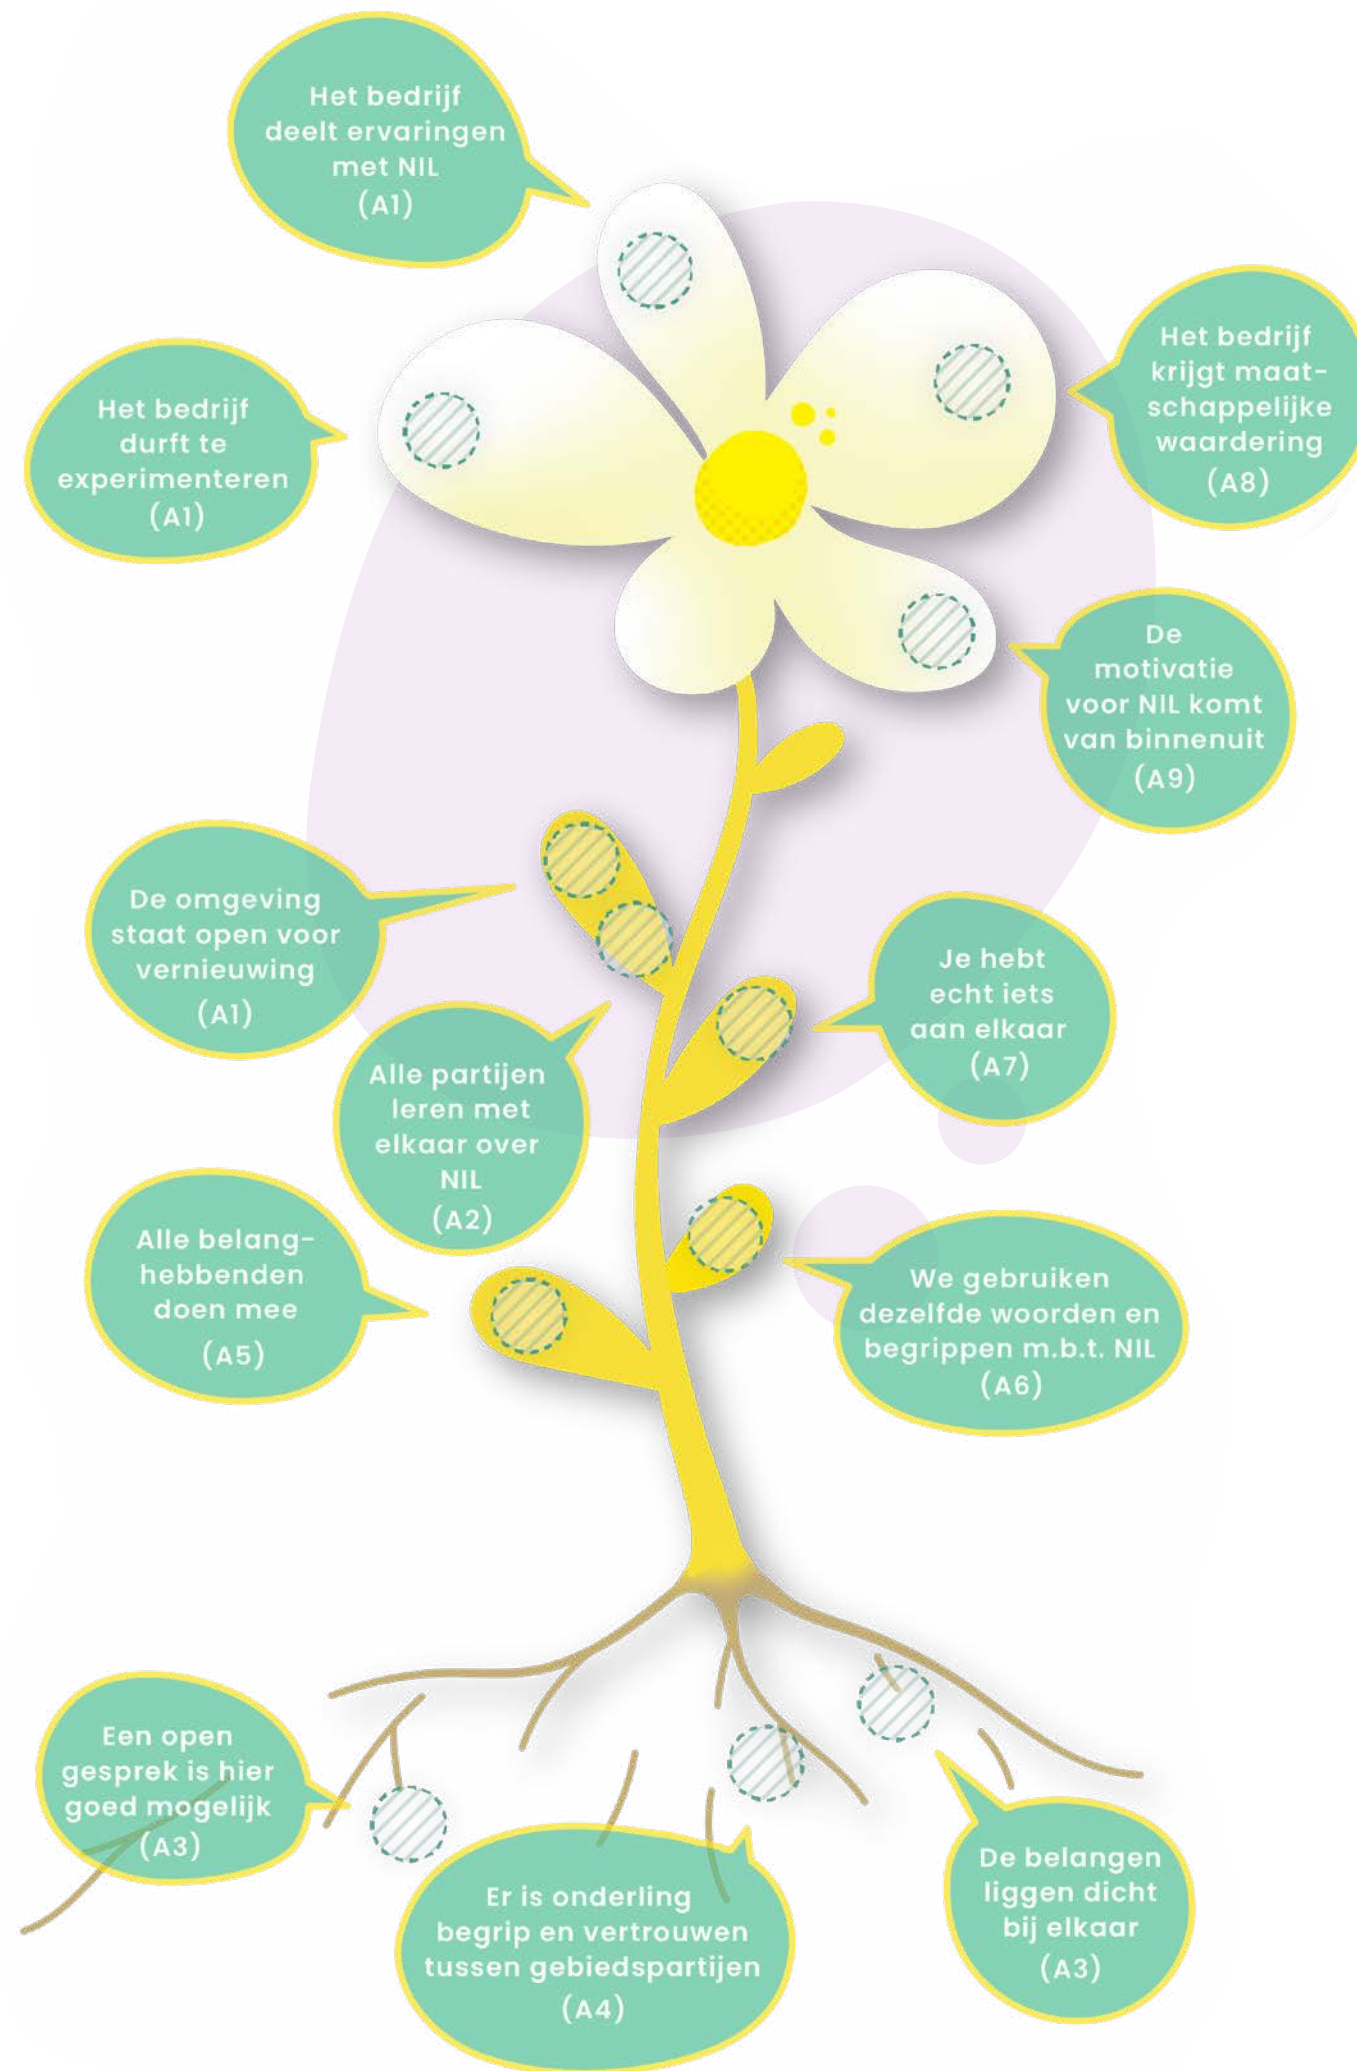 Het bedrijf
deelt ervaringen
met NIL
(A1)
Het bedrijf
krijgt maat-
schappelijke
waardering
(A8)
Het bedrijf
durft te
experimenteren
(A1)
De
motivatie
voor NIL komt
van binnenuit
(A9)
De omgeving
staat open voor
vernieuwing
(A1)
Je hebt
echt iets
aan elkaar
(A7)
Alle partijen
leren met
elkaar over
NIL
(A2)
Alle belang-
hebbenden
doen mee
(A5)
We gebruiken
dezelfde woorden en
begrippen m.b.t. NIL
(A6)
Een open
gesprek is hier
goed mogelijk
(A3)
Er is onderling
begrip en vertrouwen
tussen gebiedspartijen
(A4)
De belangen
liggen dicht
bij elkaar
(A3)